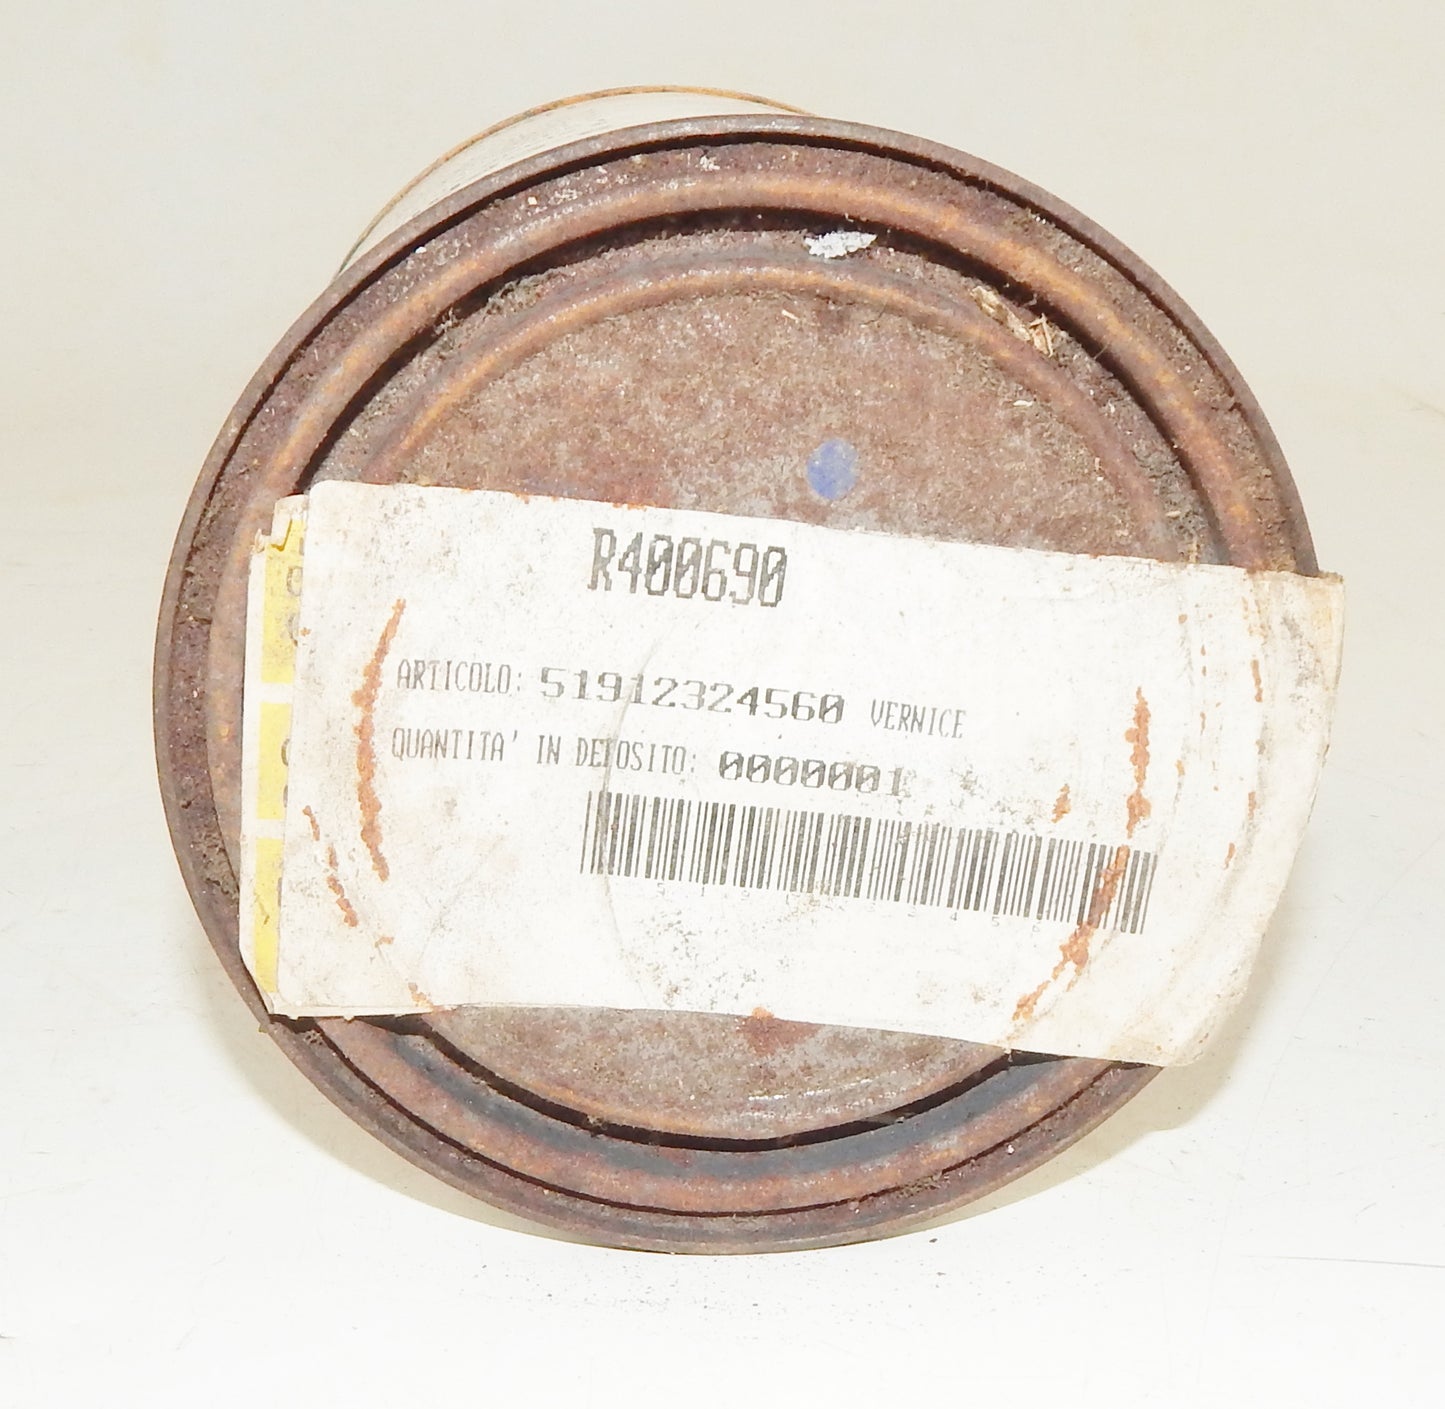 R400690
ARTICOLO: 51912324560 VERNICE
QUANTITA' IN DEPOSITO: 0000001